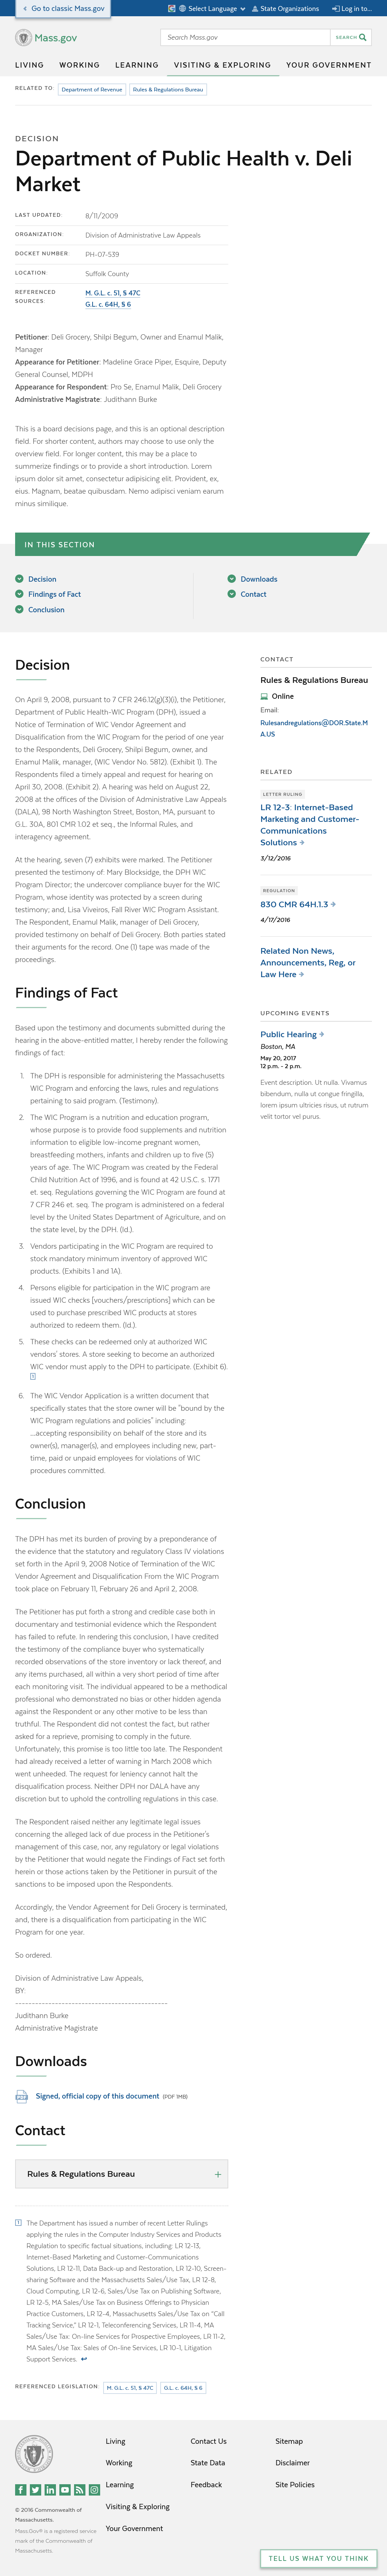 Go to classic Mass.gov
Select Language
State Organizations
Log in to...
Mass.gov
Search Mass.gov
SEARCH
LIVING
WORKING
LEARNING
VISITING & EXPLORING
YOUR GOVERNMENT
RELATED TO:
Department of Revenue
Rules & Regulations Bureau
DECISION
Department of Public Health v. Deli
Market
LAST UPDATED:
8/11/2009
ORGANIZATION:
Division of Administrative Law Appeals
DOCKET NUMBER
PH-07-539
LOCATION:
Suffolk County
REFERENCED
SOURCES:
M. G.L. c. 51, § 47C
G.L. c. 64H, § 6
Petitioner: Deli Grocery, Shilpi Begum, Owner and Enamul Malik,
Manager
Appearance for Petitioner: Madeline Grace Piper, Esquire, Deputy
General Counsel, MDPH
Appearance for Respondent: Pro Se, Enamul Malik, Deli Grocery
Administrative Magistrate: Judithann Burke
This is a board decisions page, and this is an optional description
field. For shorter content, authors may choose to use only the
overview field. For longer content, this may be place to
summarize findings or to provide a short introduction. Lorem
ipsum dolor sit amet, consectetur adipisicing elit. Provident, ex,
eius. Magnam, beatae quibusdam. Nemo adipisci veniam earum
minus similique.
IN THIS SECTION
Decision
Findings of Fact
Conclusion
Downloads
Contact
Decision
On April 9, 2008, pursuant to 7 CFR 246.12(g)(3)(i), the Petitioner,
Department of Public Health-WIC Program (DPH), issued a
Notice of Termination of WIC Vendor Agreement and
Disqualification from the WIC Program for the period of one year
to the Respondents, Deli Grocery, Shilpi Begum, owner, and
Enamul Malik, manager, (WIC Vendor No. 5812). (Exhibit 1). The
Respondents filed a timely appeal and request for hearing on
April 30, 2008. (Exhibit 2). A hearing was held on August 22,
2008 at the offices of the Division of Administrative Law Appeals
(DALA), 98 North Washington Street, Boston, MA, pursuant to
G.L. 30A, 801 CMR 1.02 et seq., the Informal Rules, and
interagency agreement.
At the hearing, seven (7) exhibits were marked. The Petitioner
presented the testimony of: Mary Blocksidge, the DPH WIC
Program Director; the undercover compliance buyer for the WIC
Program, whose identity was protected by a screen during
testimony; and, Lisa Viveiros, Fall River WIC Program Assistant.
The Respondent, Enamul Malik, Manager of Deli Grocery,
provided testimony on behalf of Deli Grocery. Both parties stated
their arguments for the record. One (1) tape was made of the
proceedings.
Findings of Fact
Based upon the testimony and documents submitted during the
hearing in the above-entitled matter, I hereby render the following
findings of fact:
1. The DPH is responsible for administering the Massachusetts
WIC Program and enforcing the laws, rules and regulations
pertaining to said program. (Testimony).
2. The WIC Program is a nutrition and education program,
whose purpose is to provide food supplements and nutrition
information to eligible low-income pregnant women,
breastfeeding mothers, infants and children up to five (5)
years of age. The WIC Program was created by the Federal
Child Nutrition Act of 1996, and is found at 42 U.S.C. s. 1771
et. seq. Regulations governing the WIC Program are found at
7 CFR 246 et. seq. The program is administered on a federal
level by the United States Department of Agriculture, and on
the state level, by the DPH. (Id.).
3. Vendors participating in the WIC Program are required to
stock mandatory minimum inventory of approved WIC
products. (Exhibits 1 and 1A).
4. Persons eligible for participation in the WIC program are
issued WIC checks [vouchers/prescriptions] which can be
used to purchase prescribed WIC products at stores
authorized to redeem them. (Id.).
5. These checks can be redeemed only at authorized WIC
vendors' stores. A store seeking to become an authorized
WIC vendor must apply to the DPH to participate. (Exhibit 6).
1
6. The WIC Vendor Application is a written document that
specifically states that the store owner will be "bound by the
WIC Program regulations and policies" including:
....accepting responsibility on behalf of the store and its
owner(s), manager(s), and employees including new, part-
time, paid or unpaid employees for violations of WIC
procedures committed.
Conclusion
The DPH has met its burden of proving by a preponderance of
the evidence that the statutory and regulatory Class IV violations
set forth in the April 9, 2008 Notice of Termination of the WIC
Vendor Agreement and Disqualification From the WIC Program
took place on February 11, February 26 and April 2, 2008.
The Petitioner has put forth a strong and credible case both in
documentary and testimonial evidence which the Respondent
has failed to refute. In rendering this conclusion, I have credited
the testimony of the compliance buyer who systematically
recorded observations of the store inventory or lack thereof, and
any items purchased, all within a very short period of time after
each monitoring visit. The individual appeared to be a methodical
professional who demonstrated no bias or other hidden agenda
against the Respondent or any other motive to be less than
truthful. The Respondent did not contest the fact, but rather
asked for a reprieve, promising to comply in the future.
Unfortunately, this promise is too little too late. The Respondent
had already received a letter of warning in March 2008 which
went unheeded. The request for leniency cannot halt the
disqualification process. Neither DPH nor DALA have any
discretion but to uphold the controlling regulations in this case.
The Respondent raised neither any legitimate legal issues
concerning the alleged lack of due process in the Petitioner's
management of this case, nor, any regulatory or legal violations
by the Petitioner that would negate the Findings of Fact set forth
herein or those actions taken by the Petitioner in pursuit of the
sanctions to be imposed upon the Respondents.
Accordingly, the Vendor Agreement for Deli Grocery is terminated,
and, there is a disqualification from participating in the WIC
Program for one year.
So ordered.
Division of Administrative Law Appeals,
BY:
----------------------------------------------
Judithann Burke
Administrative Magistrate
Downloads
Signed, official copy of this document (PDF 1MB)
Contact
Rules & Regulations Bureau
1 The Department has issued a number of recent Letter Rulings
applying the rules in the Computer Industry Services and Products
Regulation to specific factual situations, including: LR 12-13,
Internet-Based Marketing and Customer-Communications
Solutions, LR 12-11, Data Back-up and Restoration, LR 12-10, Screen-
sharing Software and the Massachusetts Sales/Use Tax, LR 12-8,
Cloud Computing, LR 12-6, Sales/Use Tax on Publishing Software,
LR 12-5, MA Sales/Use Tax on Business Offerings to Physician
Practice Customers, LR 12-4, Massachusetts Sales/Use Tax on "Call
Tracking Service," LR 12-1, Teleconferencing Services, LR 11-4, MA
Sales/Use Tax: On-line Services for Prospective Employees, LR 11-2,
MA Sales/Use Tax: Sales of On-line Services, LR 10-1, Litigation
Support Services. ↩
REFERENCED LEGISLATION:
M. G.L. c. 51, § 47C
G.L. c. 64H, § 6
CONTACT
Rules & Regulations Bureau
Online
Email:
Rulesandregulations@DOR.State.M
A.US
RELATED
LETTER RULING
LR 12-3: Internet-Based
Marketing and Customer-
Communications
Solutions
3/12/2016
REGULATION
830 CMR 64H.1.3
4/17/2016
Related Non News,
Announcements, Reg, or
Law Here
UPCOMING EVENTS
Public Hearing
Boston, MA
May 20, 2017
12 p.m. - 2 p.m.
Event description. Ut nulla. Vivamus
bibendum, nulla ut congue fringilla,
lorem ipsum ultricies risus, ut rutrum
velit tortor vel purus.
© 2016 Commonwealth of
Massachusetts.
Mass.Gov® is a registered service
mark of the Commonwealth of
Massachusetts.
Living
Working
Learning
Visiting & Exploring
Your Government
Contact Us
State Data
Feedback
Sitemap
Disclaimer
Site Policies
TELL US WHAT YOU THINK